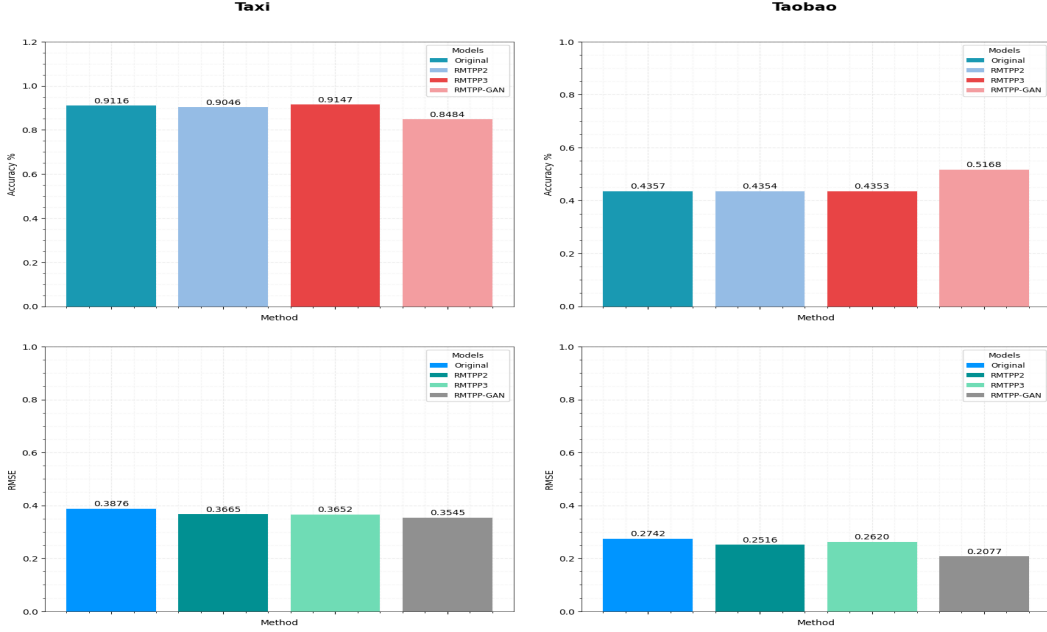 Taxi
Taobao
Accuracy %
1.2
1.0
0.8
0.6
0.4
0.2
0.0
0.9116
0.9046
0.9147
0.8484
Models
Original
RMTPP2
RMTPP3
RMTPP-GAN
Method
Accuracy %
1.0
0.8
0.6
0.4
0.2
0.0
0.4357
0.4354
0.4353
0.5168
Models
Original
RMTPP2
RMTPP3
RMTPP-GAN
Method
RMSE
1.0
0.8
0.6
0.4
0.2
0.0
0.3876
0.3665
0.3652
0.3545
Models
Original
RMTPP2
RMTPP3
RMTPP-GAN
Method
RMSE
1.0
0.8
0.6
0.4
0.2
0.0
0.2742
0.2516
0.2620
0.2077
Models
Original
RMTPP2
RMTPP3
RMTPP-GAN
Method